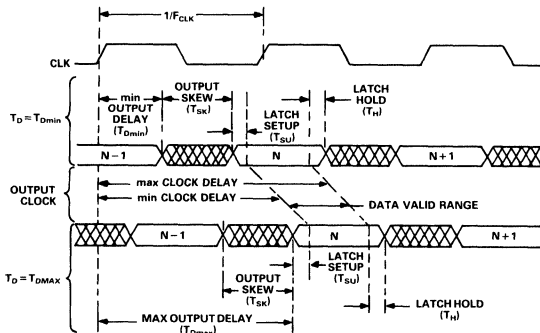 1/FCLK
CLK
min
OUTPUT
DELAY
(TDmin)
OUTPUT
SKEW
(TSK)
LATCH
SETUP
(TSU)
LATCH
HOLD
(TH)
TD = TDmin
N – 1
N
N + 1
OUTPUT
CLOCK
max CLOCK DELAY
min CLOCK DELAY
DATA VALID RANGE
TD = TDMAX
N – 1
N
N + 1
OUTPUT
SKEW
(TSK)
LATCH
SETUP
(TSU)
LATCH HOLD
(TH)
MAX OUTPUT DELAY
(TDmax)